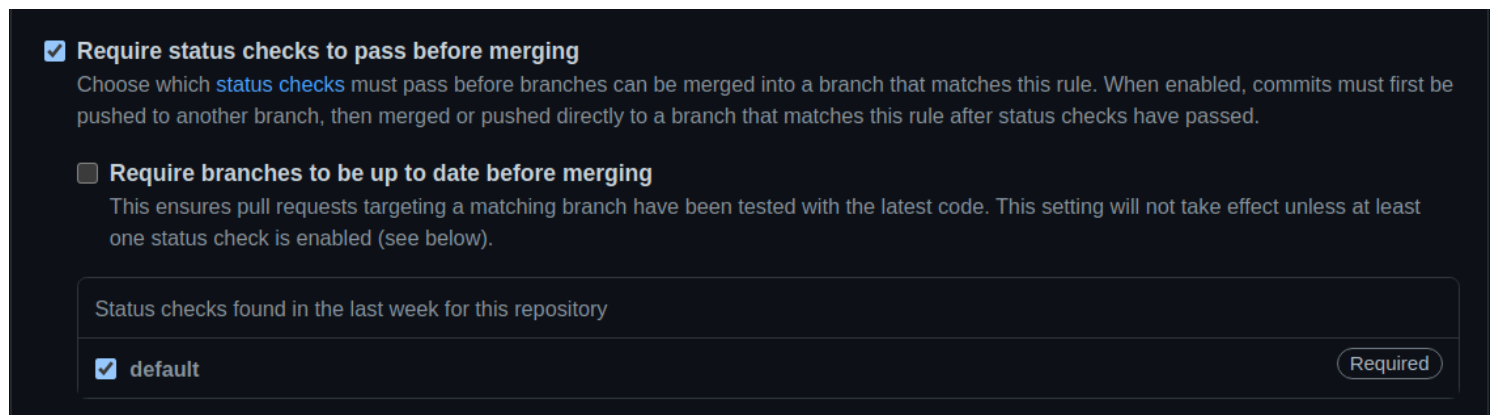 Require status checks to pass before merging
Choose which status checks must pass before branches can be merged into a branch that matches this rule. When enabled, commits must first be
pushed to another branch, then merged or pushed directly to a branch that matches this rule after status checks have passed.
Require branches to be up to date before merging
This ensures pull requests targeting a matching branch have been tested with the latest code. This setting will not take effect unless at least
one status check is enabled (see below).
Status checks found in the last week for this repository
default Required